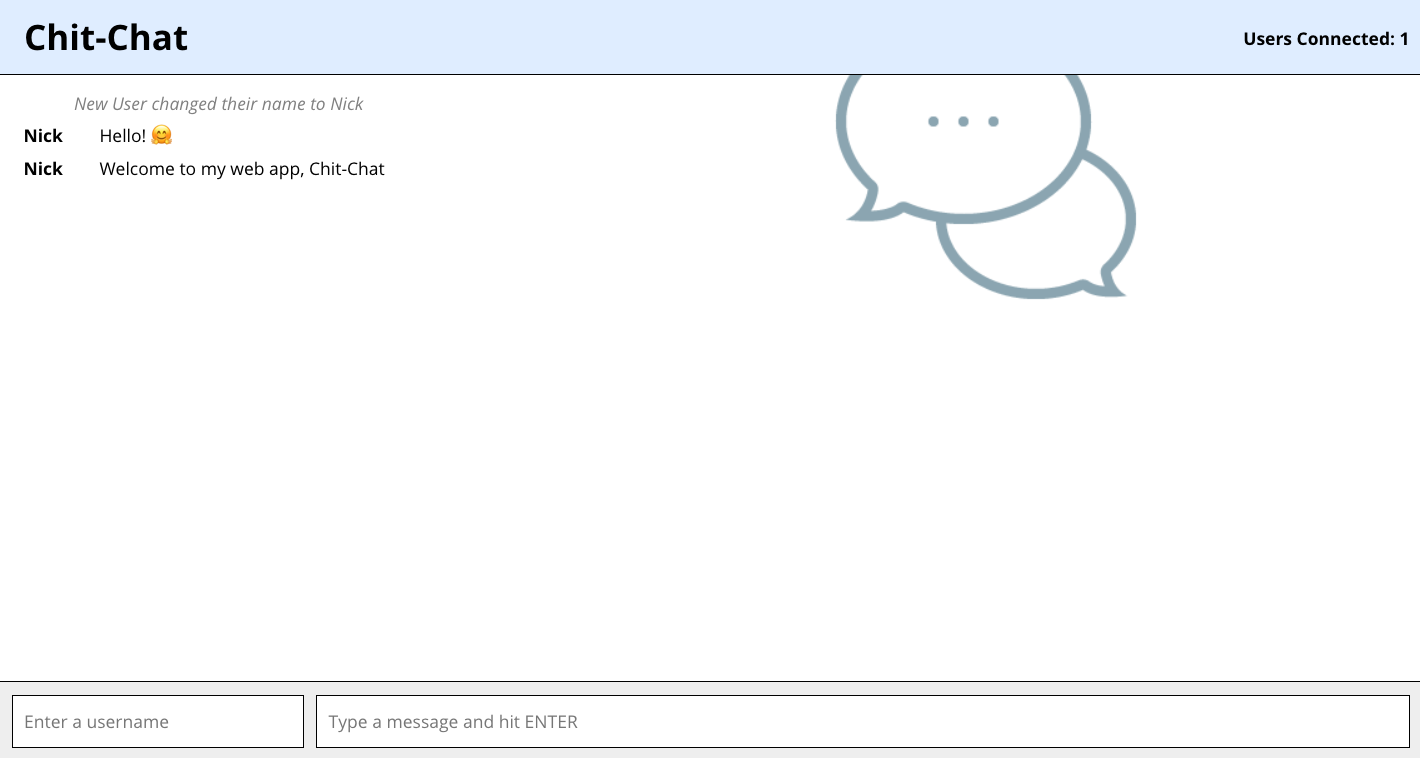 Chit-Chat
Users Connected: 1
New User changed their name to Nick
Nick Hello! 🤗
Nick Welcome to my web app, Chit-Chat
Enter a username
Type a message and hit ENTER